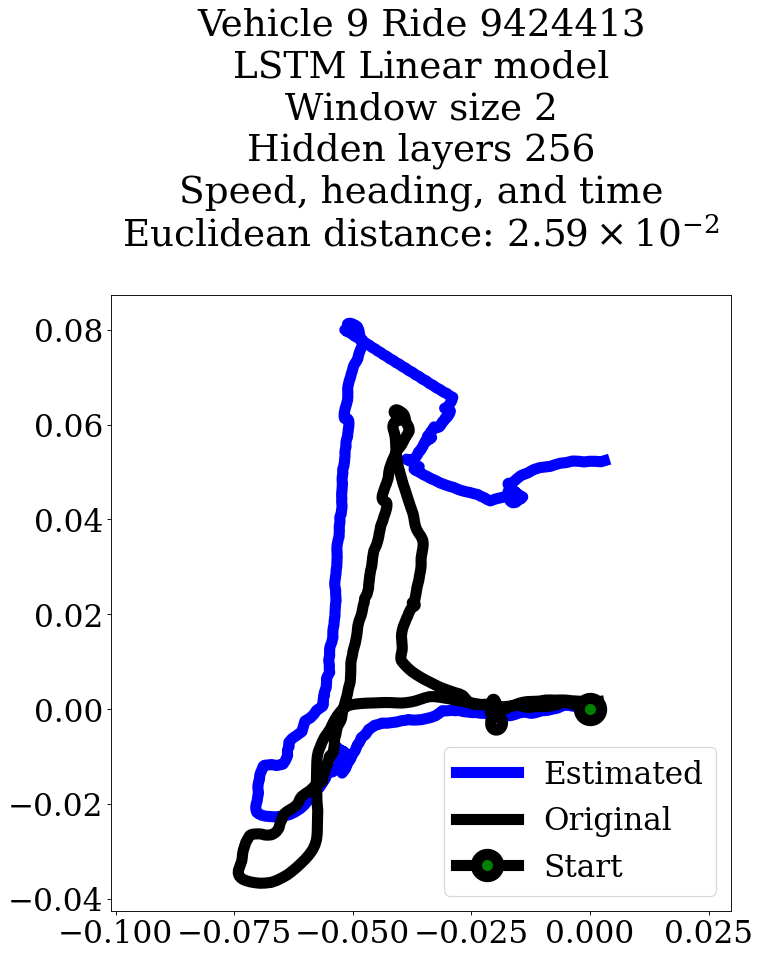 Vehicle 9 Ride 9424413
LSTM Linear model
Window size 2
Hidden layers 256
Speed, heading, and time
Euclidean distance: 2.59 × 10⁻²
0.08
0.06
0.04
0.02
0.00
−0.02
−0.04
Estimated
Original
Start
−0.100 −0.075 −0.050 −0.025 0.000 0.025